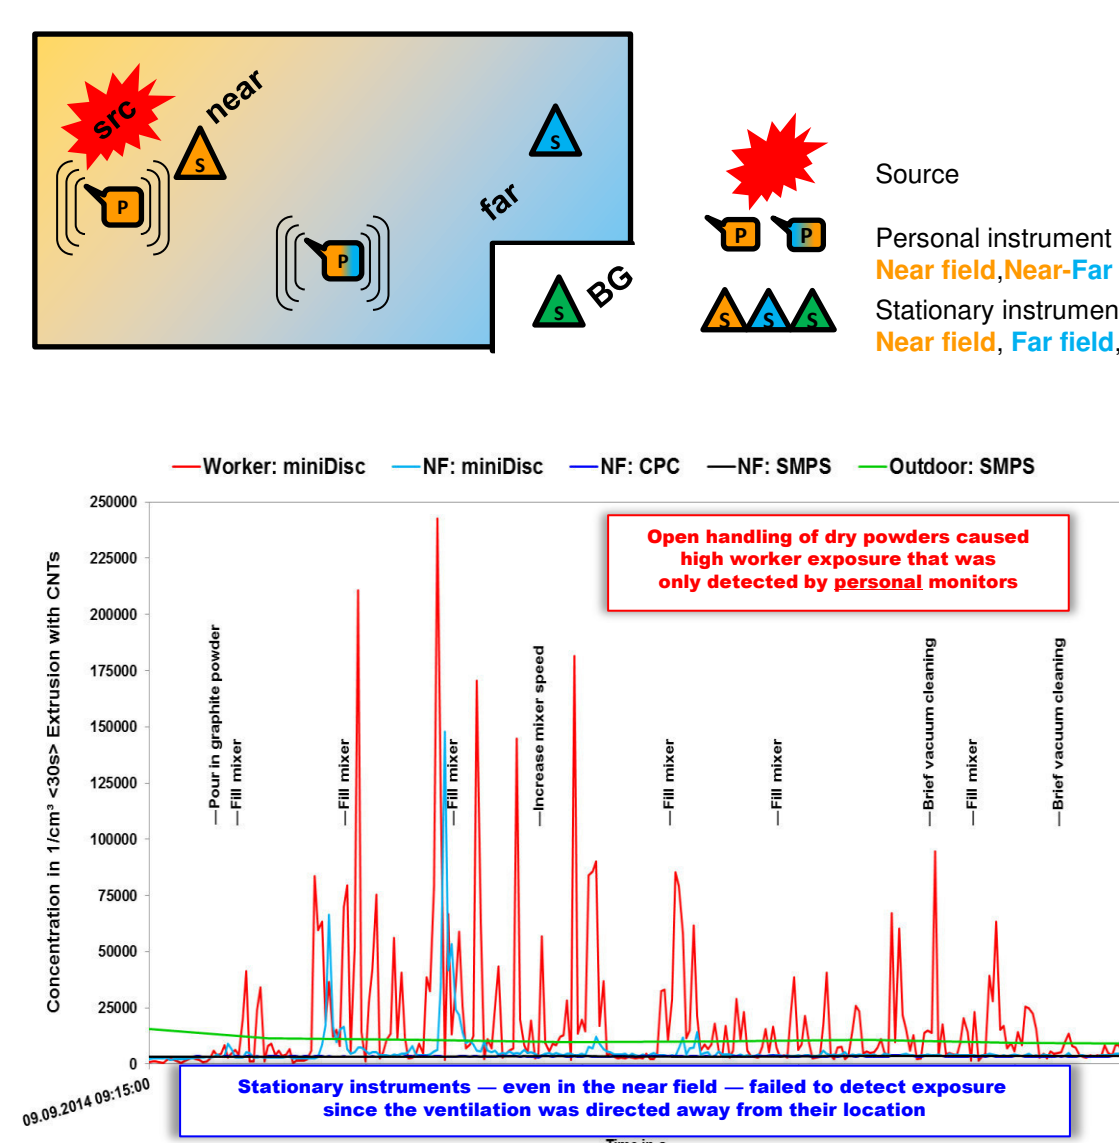 src
near
S
S
P
far
P
S
BG
Source
P P
Personal instrument
Near field,Near-Far
S S S
Stationary instrumen
Near field, Far field,
Worker: miniDisc NF: miniDisc NF: CPC NF: SMPS Outdoor: SMPS
Concentration in 1/cm³ <30s> Extrusion with CNTs
250000
225000
200000
175000
150000
125000
100000
75000
50000
25000
0
Open handling of dry powders caused
high worker exposure that was
only detected by personal monitors
—Pour in graphite powder
—Fill mixer
—Fill mixer
—Fill mixer
—Increase mixer speed
—Fill mixer
—Fill mixer
—Brief vacuum cleaning
—Fill mixer
—Brief vacuum cleaning
09.09.2014 09:15:00
Stationary instruments — even in the near field — failed to detect exposure
since the ventilation was directed away from their location